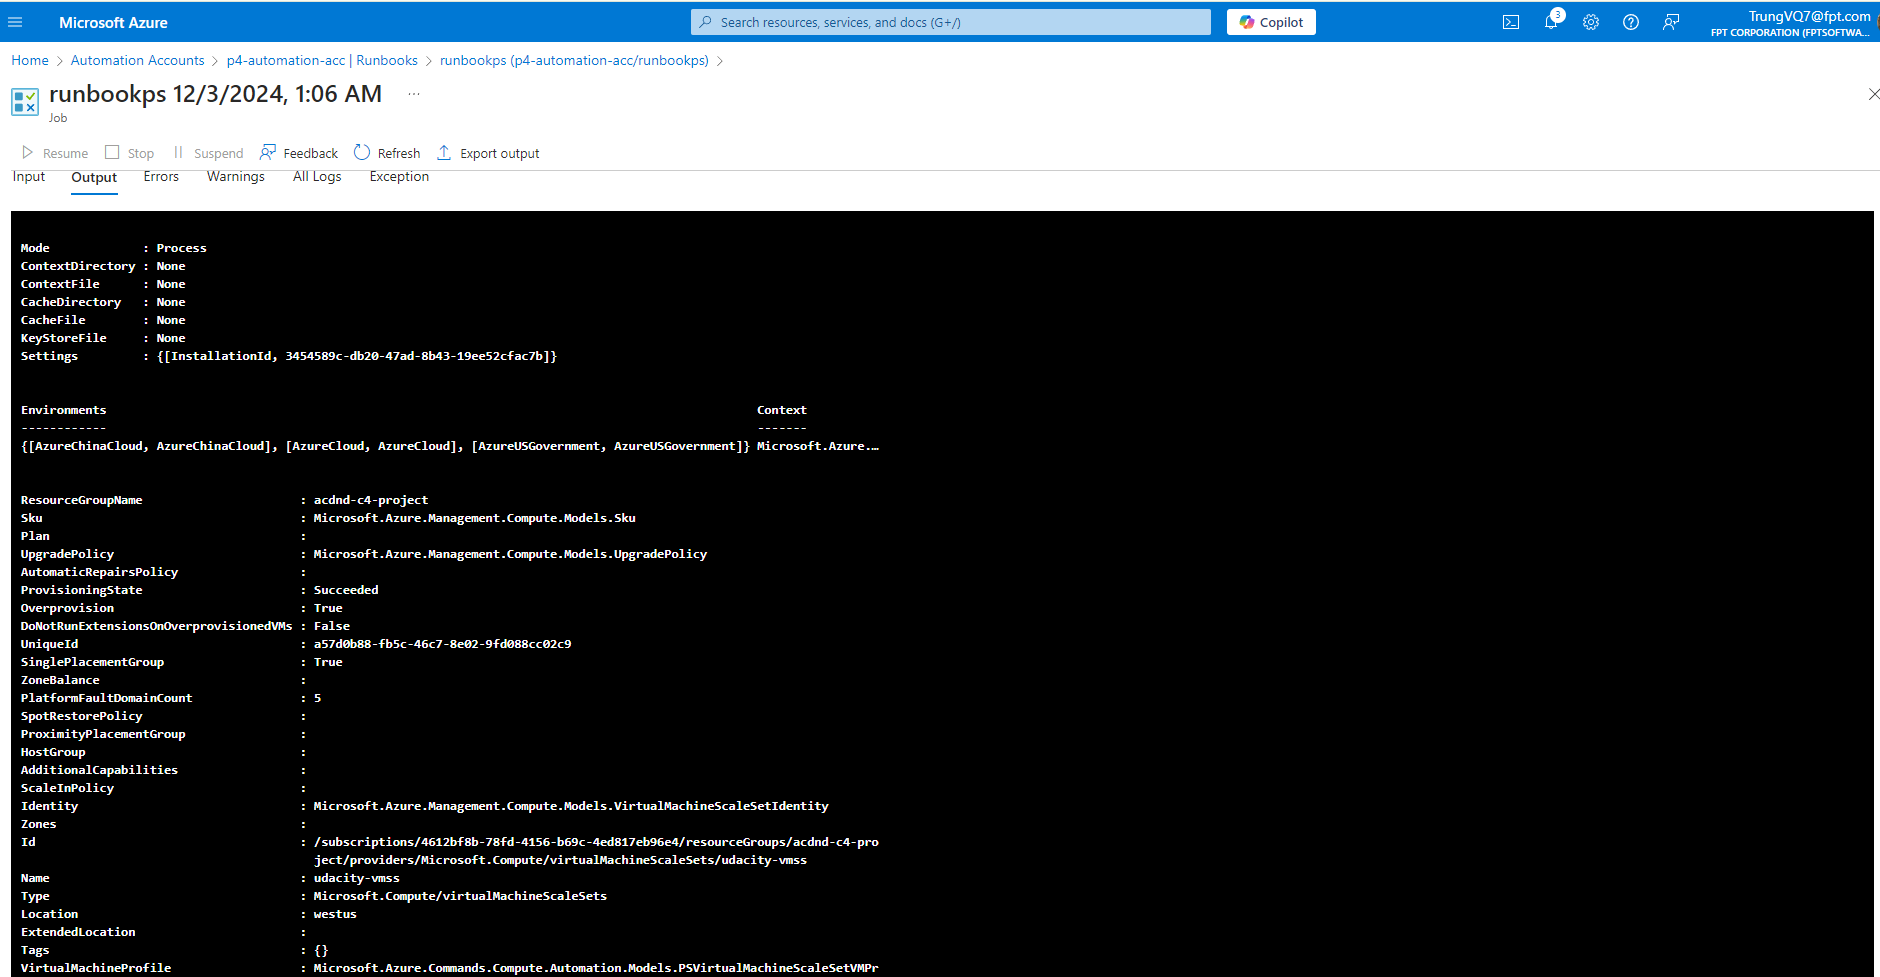 Microsoft Azure
Search resources, services, and docs (G+/)
Copilot
3
TrungVQ7@fpt.com
FPT CORPORATION (FPTSOFTWA...
Home > Automation Accounts > p4-automation-acc | Runbooks > runbookps (p4-automation-acc/runbookps) >
runbookps 12/3/2024, 1:06 AM ...
Job
Resume Stop Suspend Feedback Refresh Export output
Input Output Errors Warnings All Logs Exception
Mode : Process
ContextDirectory : None
ContextFile : None
CacheDirectory : None
CacheFile : None
KeyStoreFile : None
Settings : {[InstallationId, 3454589c-db20-47ad-8b43-19ee52cfac7b]}
Environments Context
------------ -------
{[AzureChinaCloud, AzureChinaCloud], [AzureCloud, AzureCloud], [AzureUSGovernment, AzureUSGovernment]} Microsoft.Azure.…
ResourceGroupName : acdnd-c4-project
Sku : Microsoft.Azure.Management.Compute.Models.Sku
Plan :
UpgradePolicy : Microsoft.Azure.Management.Compute.Models.UpgradePolicy
AutomaticRepairsPolicy :
ProvisioningState : Succeeded
Overprovision : True
DoNotRunExtensionsOnOverprovisionedVMs : False
UniqueId : a57d0b88-fb5c-46c7-8e02-9fd088cc02c9
SinglePlacementGroup : True
ZoneBalance :
PlatformFaultDomainCount : 5
SpotRestorePolicy :
ProximityPlacementGroup :
HostGroup :
AdditionalCapabilities :
ScaleInPolicy :
Identity : Microsoft.Azure.Management.Compute.Models.VirtualMachineScaleSetIdentity
Zones :
Id : /subscriptions/4612bf8b-78fd-4156-b69c-4ed817eb96e4/resourceGroups/acdnd-c4-pro
ject/providers/Microsoft.Compute/virtualMachineScaleSets/udacity-vmss
Name : udacity-vmss
Type : Microsoft.Compute/virtualMachineScaleSets
Location : westus
ExtendedLocation :
Tags : {}
VirtualMachineProfile : Microsoft.Azure.Commands.Compute.Automation.Models.PSVirtualMachineScaleSetVMPr